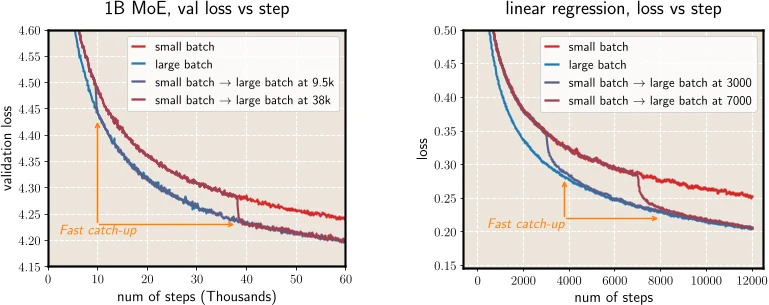 1B MoE, val loss vs step
validation loss
4.60
4.55
4.50
4.45
4.40
4.35
4.30
4.25
4.20
4.15
small batch
large batch
small batch → large batch at 9.5k
small batch → large batch at 38k
Fast catch-up
0
10
20
30
40
50
60
num of steps (Thousands)
linear regression, loss vs step
loss
0.50
0.45
0.40
0.35
0.30
0.25
0.20
0.15
small batch
large batch
small batch → large batch at 3000
small batch → large batch at 7000
Fast catch-up
0
2000
4000
6000
8000
10000
12000
num of steps